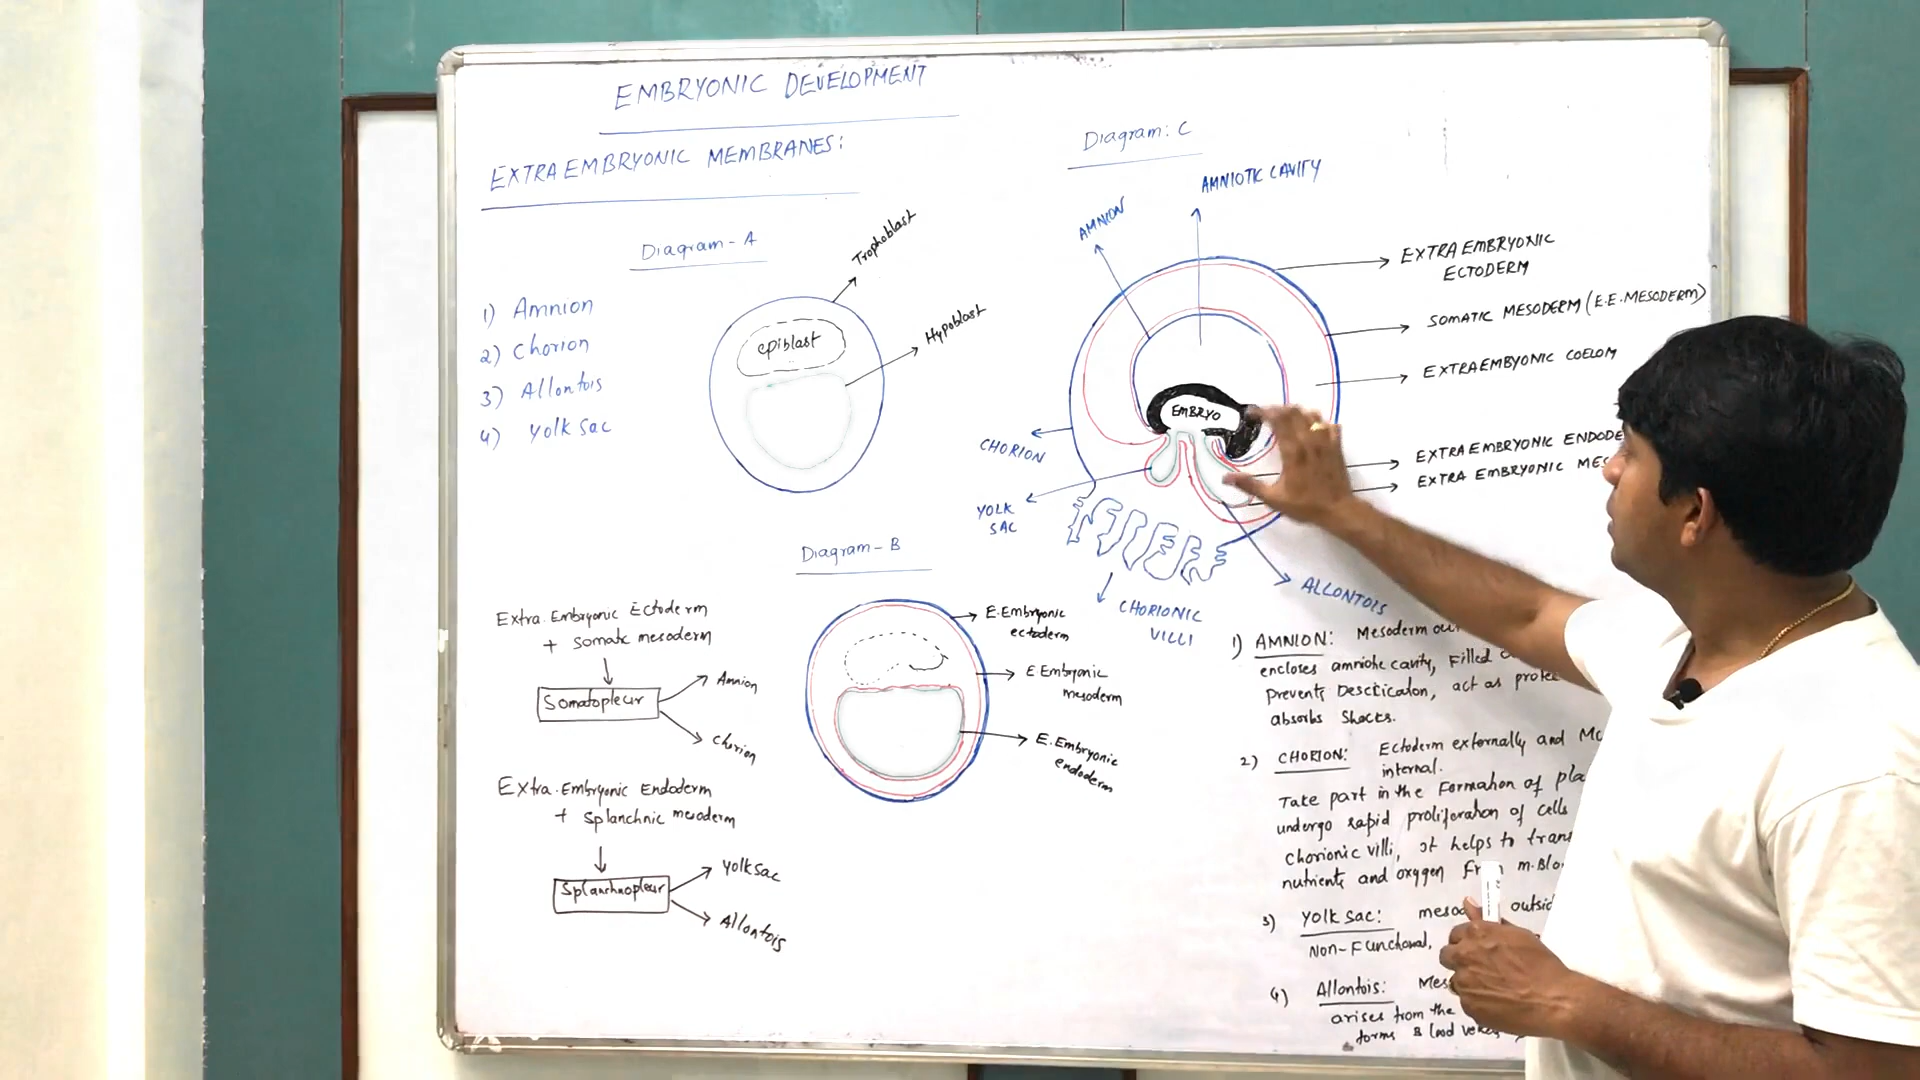 EMBRYONIC DEVELOPMENT
EXTRA EMBRYONIC MEMBRANES:
Diagram-A
1) Amnion
2) Chorion
3) Allontois
4) Yolk sac
Trophoblast
epiblast
Hypoblast
Diagram-B
E.Embryonic
ectoderm
E Embryonic
mesoderm
E.Embryonic
endoderm
Extra.Embryonic Ectoderm
+ Somatic mesoderm
Somatopleur
Amnion
Chorion
Extra.Embryonic Endoderm
+ Splanchnic mesoderm
Splanchnopleur
Yolk sac
Allontois
Diagram: C
AMNIOTIC CAVITY
AMNION
EXTRA EMBRYONIC
ECTODERM
SOMATIC MESODERM (E.E.MESODERM)
EXTRAEMBYONIC COELOM
EMBRYO
CHORION
EXTRA EMBRYONIC ENDODE
EXTRA EMBRYONIC MES
YOLK
SAC
ALLONTOIS
CHORIONIC
VILLI
1) AMNION: Mesoderm
encloses amniotic cavity, Filled
Prevents Desciication, act as
absorbs Shocks.
2) CHORION: Ectoderm externally and
internal.
Take part in the Formation of
undergo rapid proliferation of cells
chorionic villi, it helps to
nutrients and oxygen
3) Yolk sac:
Non-Functional,
4) Allontois:
arises from the
forms Blood